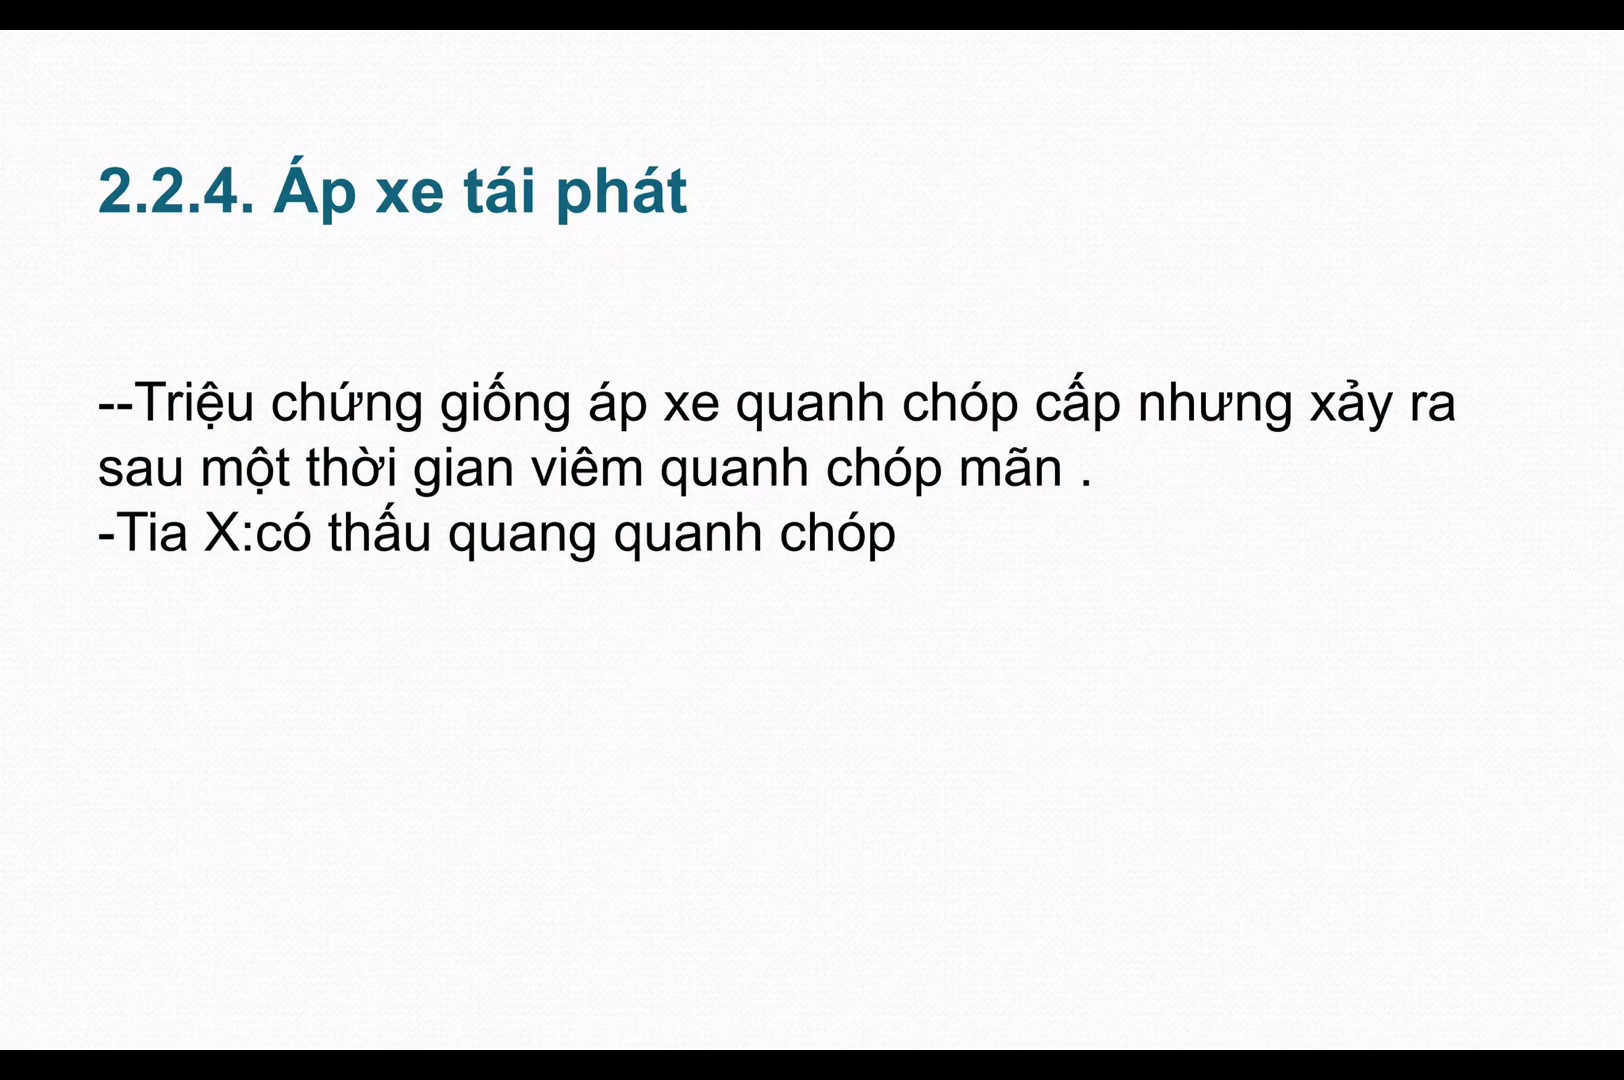 2.2.4. Áp xe tái phát
--Triệu chứng giống áp xe quanh chóp cấp nhưng xảy ra
sau một thời gian viêm quanh chóp mãn .
-Tia X:có thấu quang quanh chóp